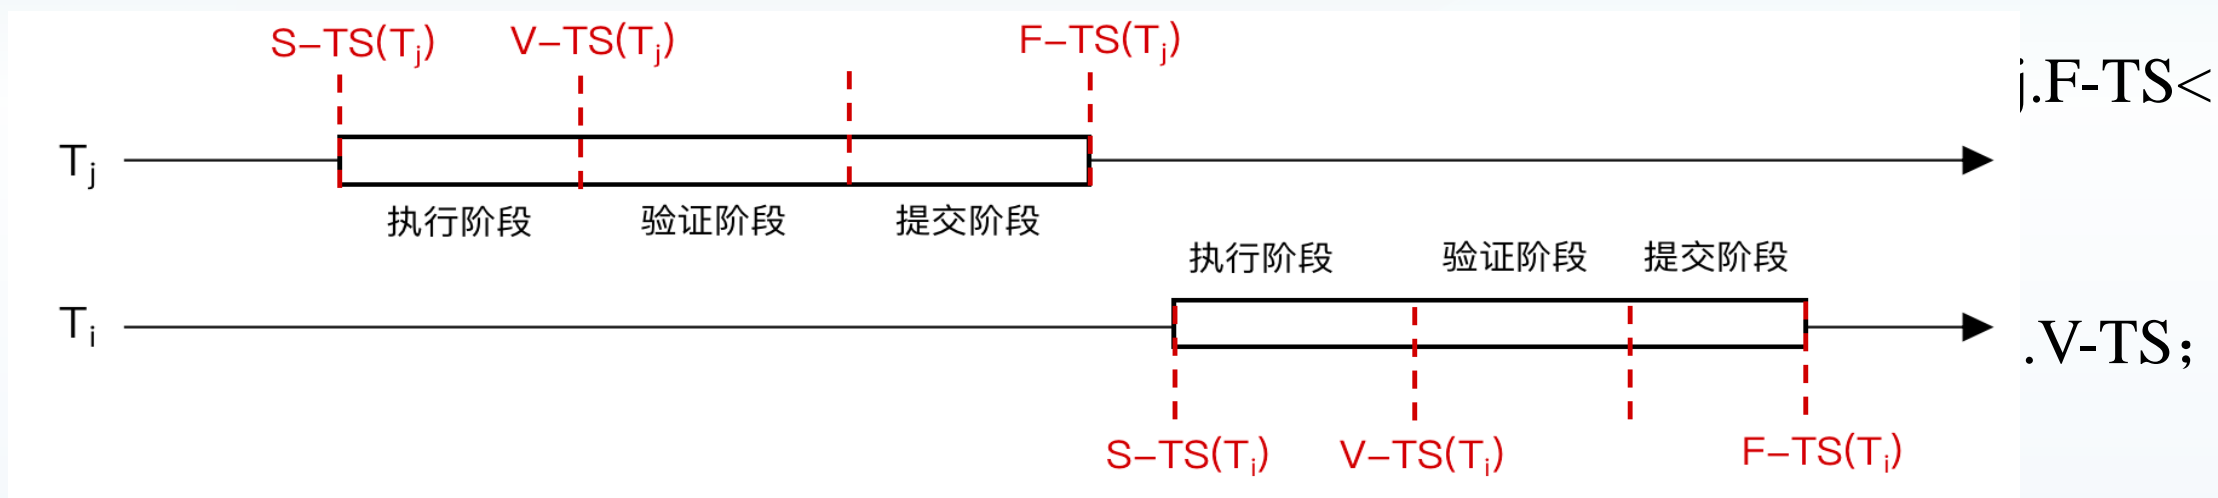 S-TS(Tj) V-TS(Tj) F-TS(Tj)
j.F-TS<
Tj
执行阶段 验证阶段 提交阶段
执行阶段 验证阶段 提交阶段
Ti
.V-TS；
S-TS(Ti) V-TS(Ti) F-TS(Ti)